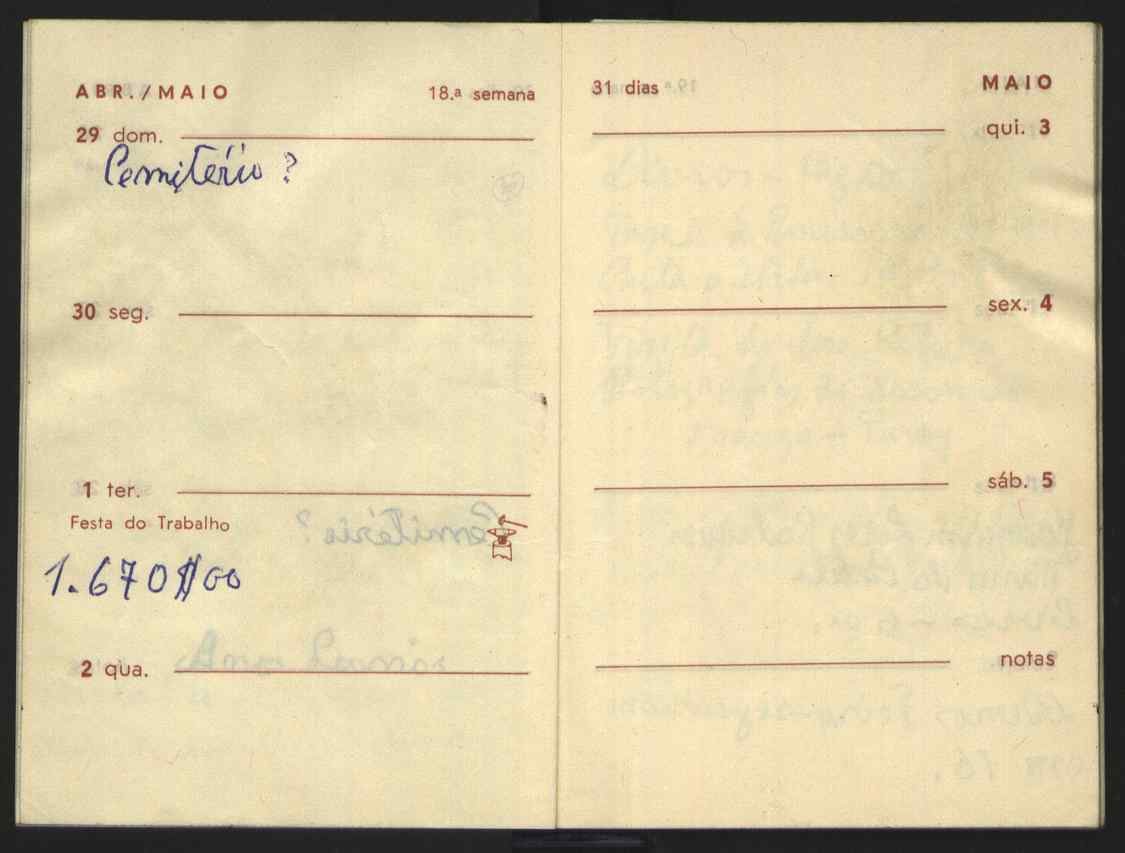 ABR./MAIO 18.ª semana
29 dom.
Cemitério ?
30 seg.
1 ter.
Festa do Trabalho
1.670$00
2 qua.
31 dias MAIO
qui. 3
sex. 4
sáb. 5
notas